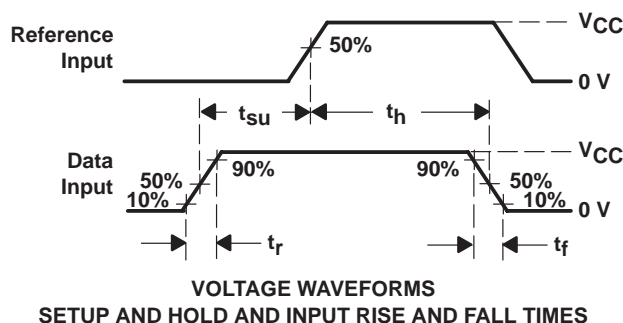 Reference
Input
50%
VCC
0 V
tsu
th
Data
Input
50%
10%
90%
90%
VCC
50%
10%
0 V
tr
tf
VOLTAGE WAVEFORMS
SETUP AND HOLD AND INPUT RISE AND FALL TIMES